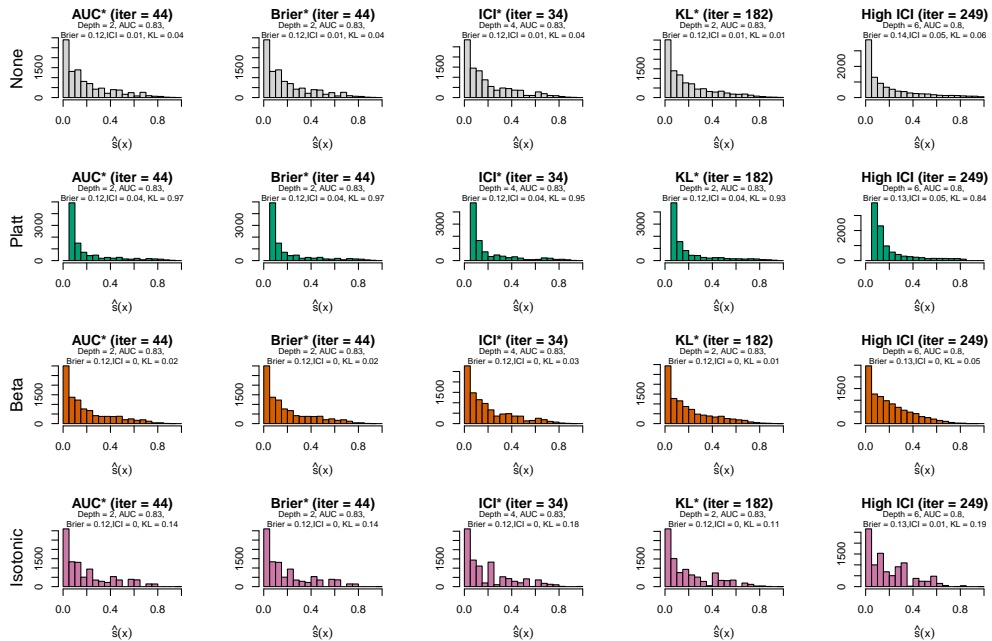 AUC* (iter = 44)
Depth = 2, AUC = 0.83,
Brier = 0.12,ICI = 0.01, KL = 0.04
None
0 1500
0.0 0.4 0.8
ŝ(x)
Brier* (iter = 44)
Depth = 2, AUC = 0.83,
Brier = 0.12,ICI = 0.01, KL = 0.04
0 1500
0.0 0.4 0.8
ŝ(x)
ICI* (iter = 34)
Depth = 4, AUC = 0.83,
Brier = 0.12,ICI = 0.01, KL = 0.04
0 1500
0.0 0.4 0.8
ŝ(x)
KL* (iter = 182)
Depth = 2, AUC = 0.83,
Brier = 0.12,ICI = 0.01, KL = 0.01
0 1500
0.0 0.4 0.8
ŝ(x)
High ICI (iter = 249)
Depth = 6, AUC = 0.8,
Brier = 0.14,ICI = 0.05, KL = 0.06
0 2000
0.0 0.4 0.8
ŝ(x)
AUC* (iter = 44)
Depth = 2, AUC = 0.83,
Brier = 0.12,ICI = 0.04, KL = 0.97
Platt
0 3000
0.0 0.4 0.8
ŝ(x)
Brier* (iter = 44)
Depth = 2, AUC = 0.83,
Brier = 0.12,ICI = 0.04, KL = 0.97
0 3000
0.0 0.4 0.8
ŝ(x)
ICI* (iter = 34)
Depth = 4, AUC = 0.83,
Brier = 0.12,ICI = 0.04, KL = 0.95
0 3000
0.0 0.4 0.8
ŝ(x)
KL* (iter = 182)
Depth = 2, AUC = 0.83,
Brier = 0.12,ICI = 0.04, KL = 0.93
0 3000
0.0 0.4 0.8
ŝ(x)
High ICI (iter = 249)
Depth = 6, AUC = 0.8,
Brier = 0.13,ICI = 0.05, KL = 0.84
0 2000
0.0 0.4 0.8
ŝ(x)
AUC* (iter = 44)
Depth = 2, AUC = 0.83,
Brier = 0.12,ICI = 0, KL = 0.02
Beta
0 1500
0.0 0.4 0.8
ŝ(x)
Brier* (iter = 44)
Depth = 2, AUC = 0.83,
Brier = 0.12,ICI = 0, KL = 0.02
0 1500
0.0 0.4 0.8
ŝ(x)
ICI* (iter = 34)
Depth = 4, AUC = 0.83,
Brier = 0.12,ICI = 0, KL = 0.03
0 1500
0.0 0.4 0.8
ŝ(x)
KL* (iter = 182)
Depth = 2, AUC = 0.83,
Brier = 0.12,ICI = 0, KL = 0.01
0 1500
0.0 0.4 0.8
ŝ(x)
High ICI (iter = 249)
Depth = 6, AUC = 0.8,
Brier = 0.13,ICI = 0, KL = 0.05
0 1500
0.0 0.4 0.8
ŝ(x)
AUC* (iter = 44)
Depth = 2, AUC = 0.83,
Brier = 0.12,ICI = 0, KL = 0.14
Isotonic
0 1500
0.0 0.4 0.8
ŝ(x)
Brier* (iter = 44)
Depth = 2, AUC = 0.83,
Brier = 0.12,ICI = 0, KL = 0.14
0 1500
0.0 0.4 0.8
ŝ(x)
ICI* (iter = 34)
Depth = 4, AUC = 0.83,
Brier = 0.12,ICI = 0, KL = 0.18
0 1500
0.0 0.4 0.8
ŝ(x)
KL* (iter = 182)
Depth = 2, AUC = 0.83,
Brier = 0.12,ICI = 0, KL = 0.11
0 1500
0.0 0.4 0.8
ŝ(x)
High ICI (iter = 249)
Depth = 6, AUC = 0.8,
Brier = 0.13,ICI = 0.01, KL = 0.19
0 1500
0.0 0.4 0.8
ŝ(x)